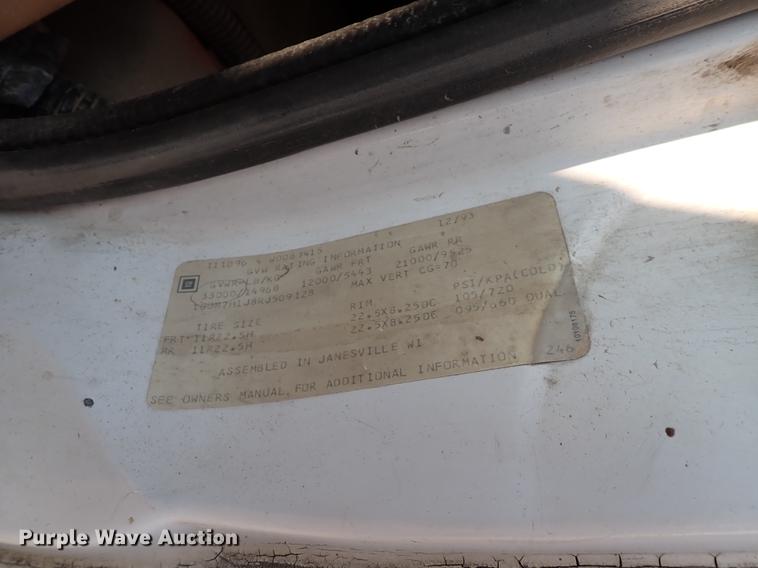 12/93
GVW RATING INFORMATION
GVWR-LB/KG GAWR FRT GAWR RR
33000/14968 12000/5443 21000/9525
MAX VERT CG=70
TIRE SIZE RIM PSI/KPA(COLD)
FRT 11R22.5H 22.5X8.25DC 105/720
RR 11R22.5H 22.5X8.25DC 095/660 DUAL
ASSEMBLED IN JANESVILLE WI
SEE OWNERS MANUAL, FOR ADDITIONAL INFORMATION 246
Purple Wave Auction